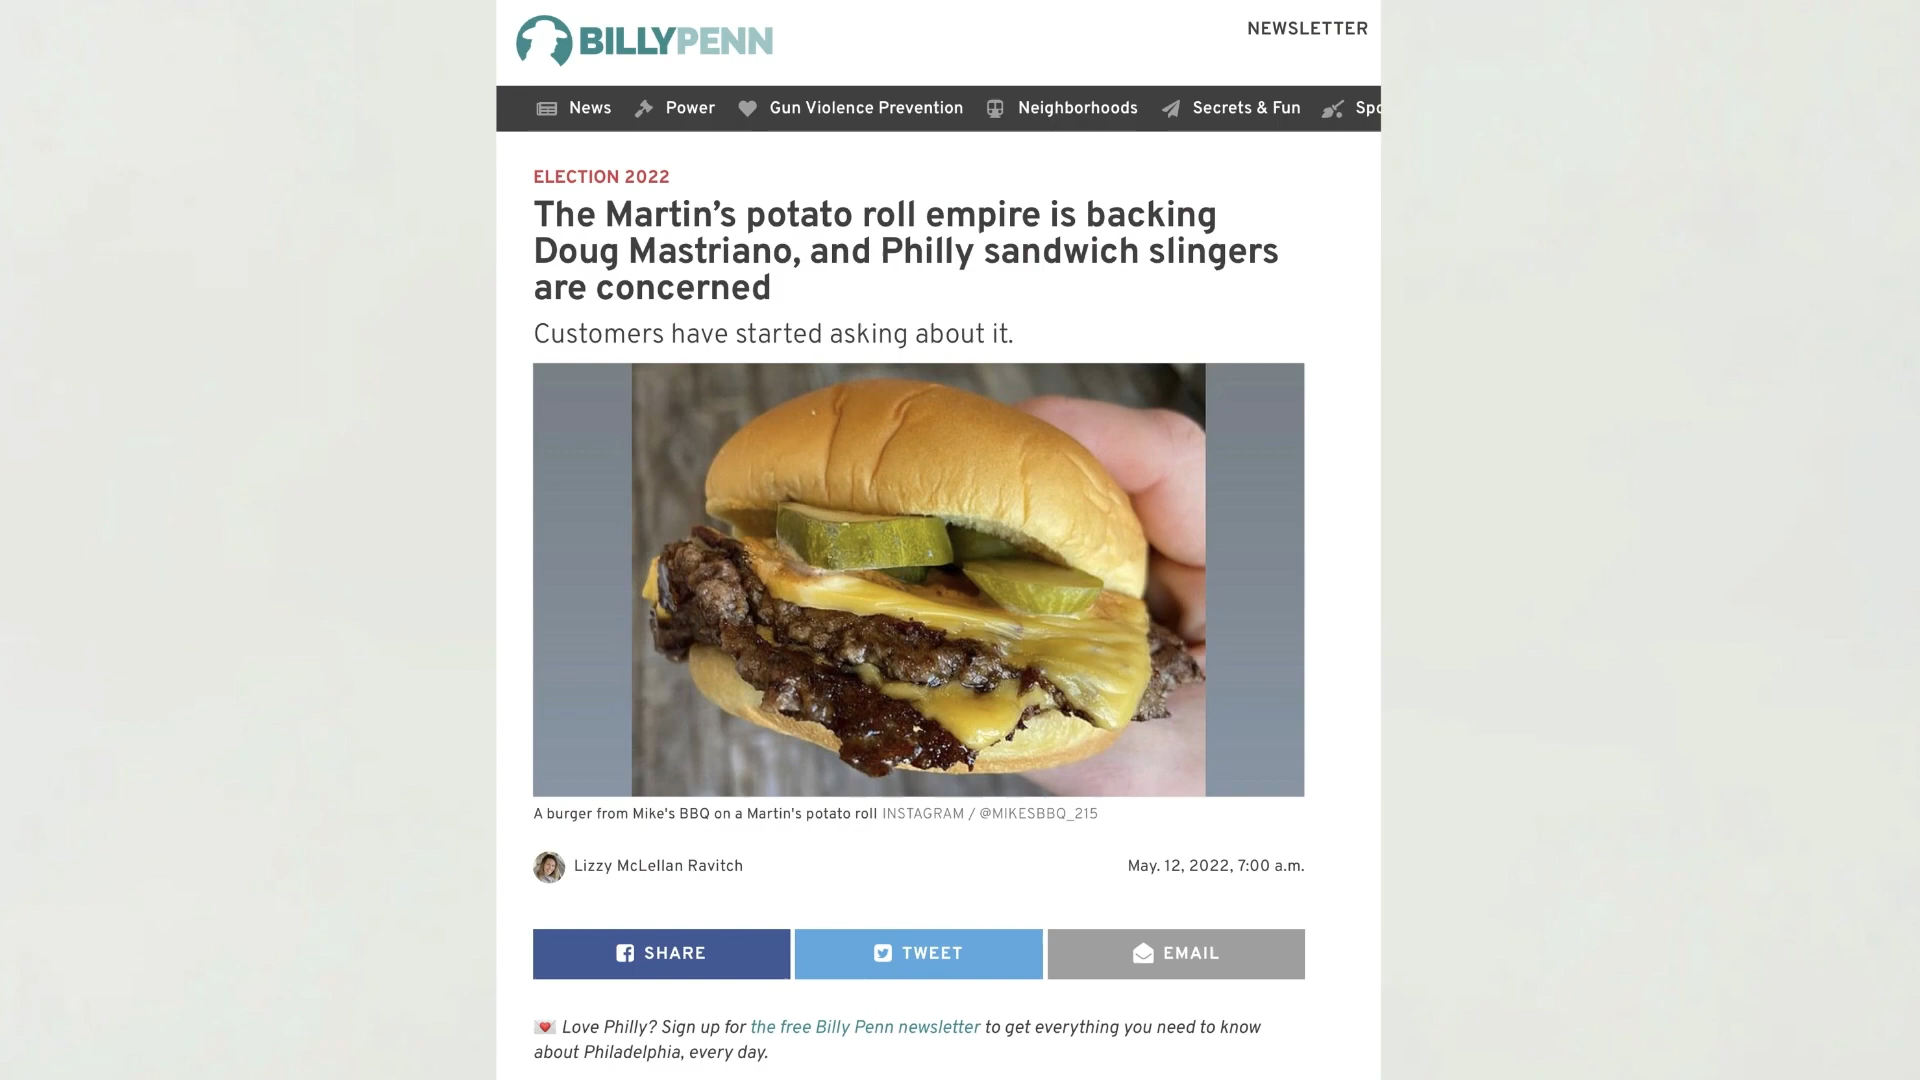 BILLYPENN
NEWSLETTER
News Power Gun Violence Prevention Neighborhoods Secrets & Fun Spo
ELECTION 2022
The Martin's potato roll empire is backing
Doug Mastriano, and Philly sandwich slingers
are concerned
Customers have started asking about it.
A burger from Mike's BBQ on a Martin's potato roll INSTAGRAM / @MIKESBBQ_215
Lizzy McLellan Ravitch
May. 12, 2022, 7:00 a.m.
SHARE
TWEET
EMAIL
Love Philly? Sign up for the free Billy Penn newsletter to get everything you need to know
about Philadelphia, every day.